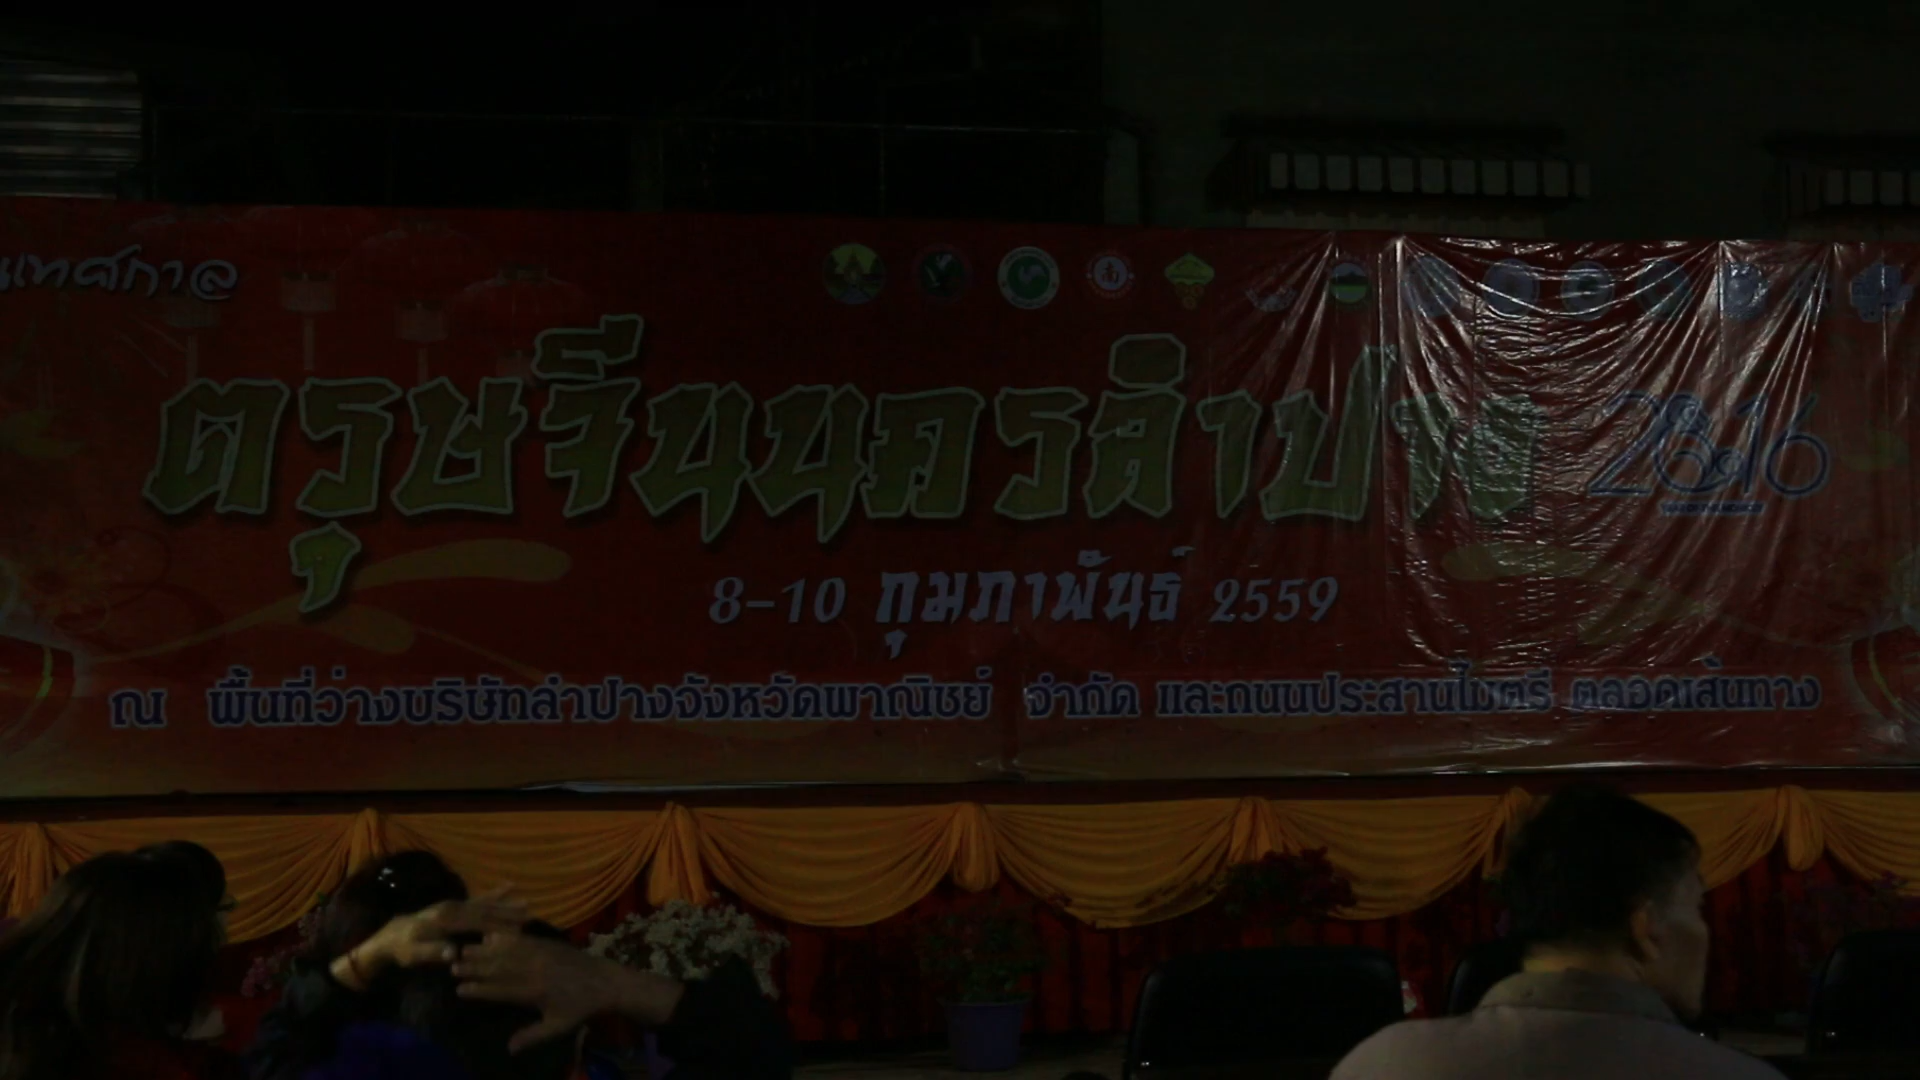 นเทศกาล
ตรุษจีนนครลำปาง 2016
8-10 กุมภาพันธ์ 2559
ณ พื้นที่ว่างบริษัทลำปางจังหวัดพาณิชย์ จำกัด และถนนประสานไมตรี ตลอดเส้นทาง